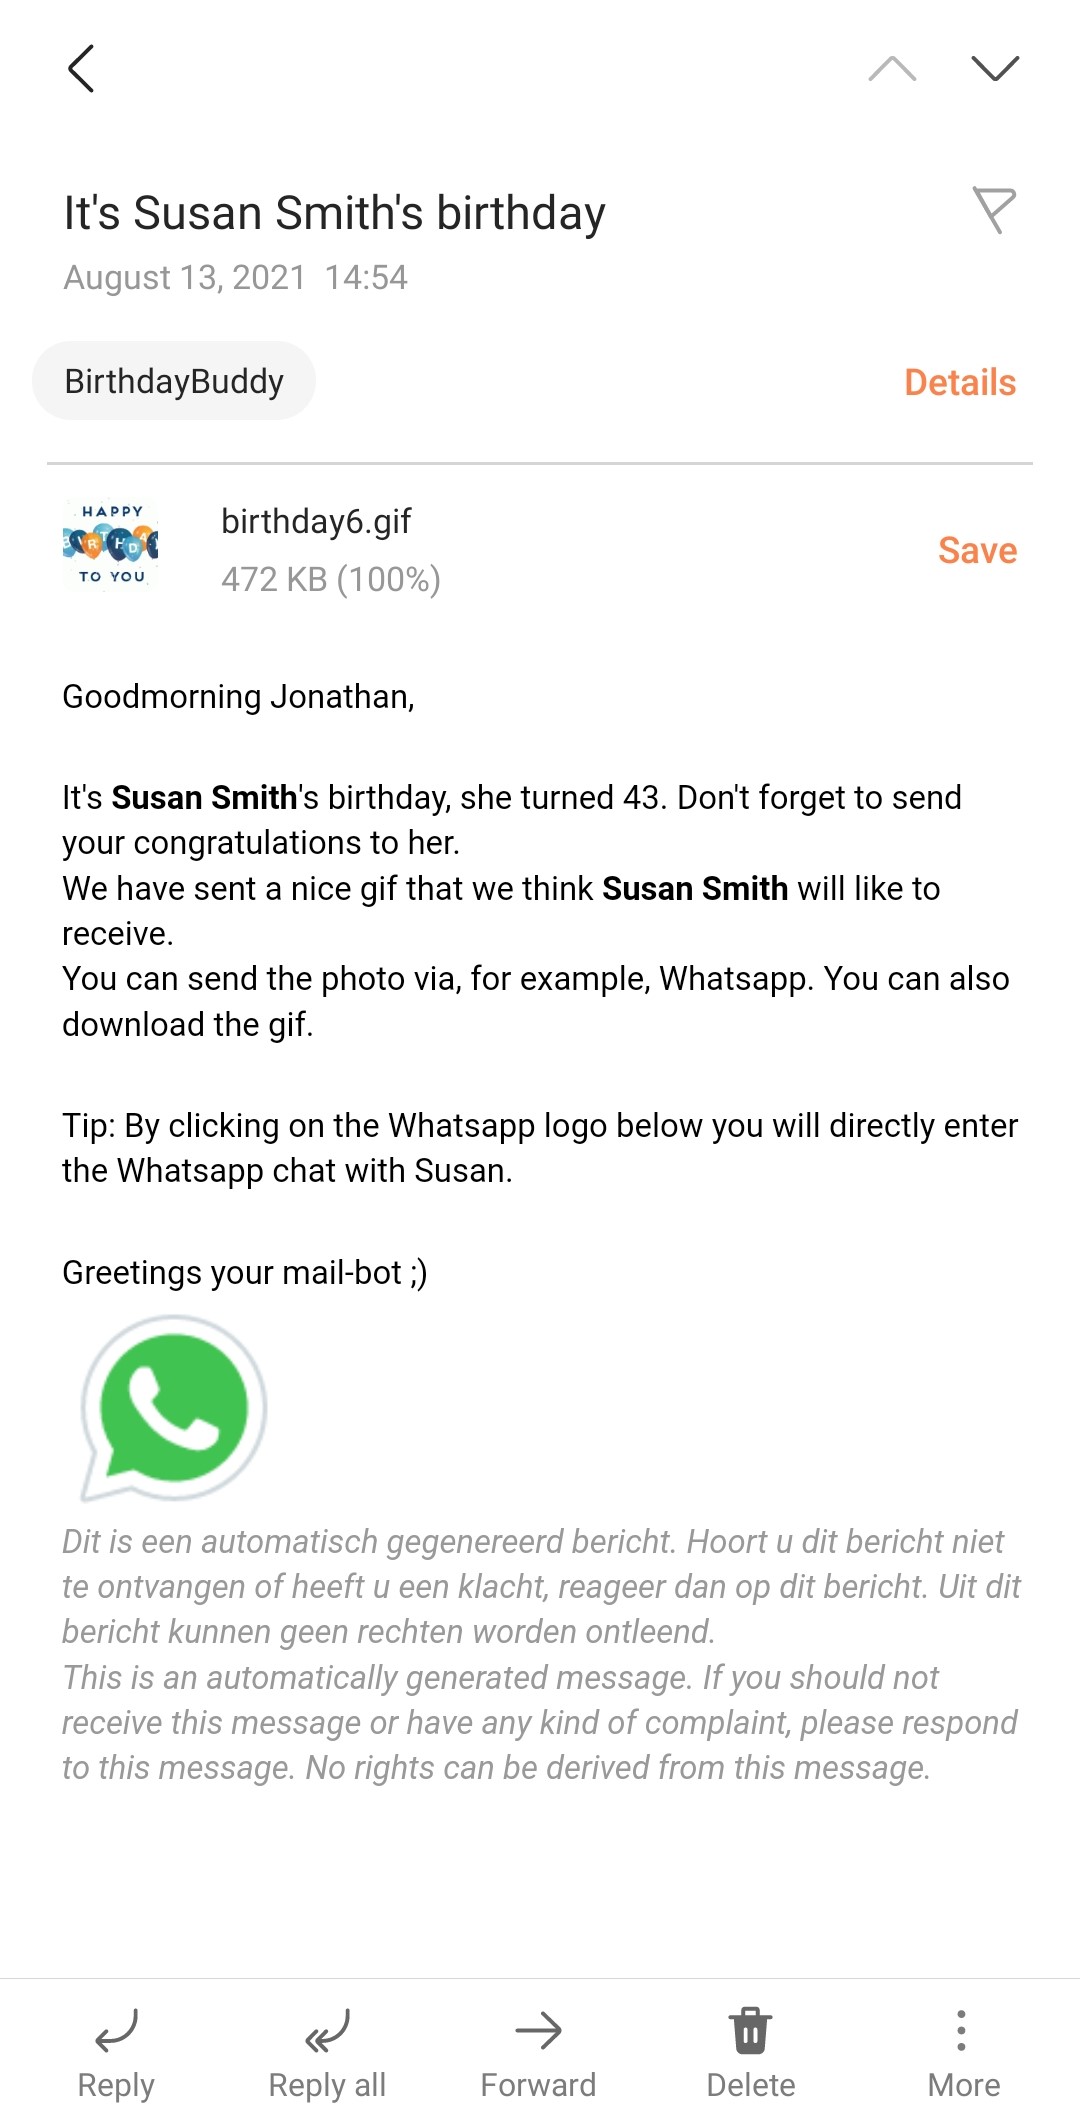 It's Susan Smith's birthday
August 13, 2021 14:54
BirthdayBuddy
Details
HAPPY
BIRTHDA
TO YOU
birthday6.gif
472 KB (100%)
Save
Goodmorning Jonathan,
It's Susan Smith's birthday, she turned 43. Don't forget to send
your congratulations to her.
We have sent a nice gif that we think Susan Smith will like to
receive.
You can send the photo via, for example, Whatsapp. You can also
download the gif.
Tip: By clicking on the Whatsapp logo below you will directly enter
the Whatsapp chat with Susan.
Greetings your mail-bot ;)
Dit is een automatisch gegenereerd bericht. Hoort u dit bericht niet
te ontvangen of heeft u een klacht, reageer dan op dit bericht. Uit dit
bericht kunnen geen rechten worden ontleend.
This is an automatically generated message. If you should not
receive this message or have any kind of complaint, please respond
to this message. No rights can be derived from this message.
Reply
Reply all
Forward
Delete
More